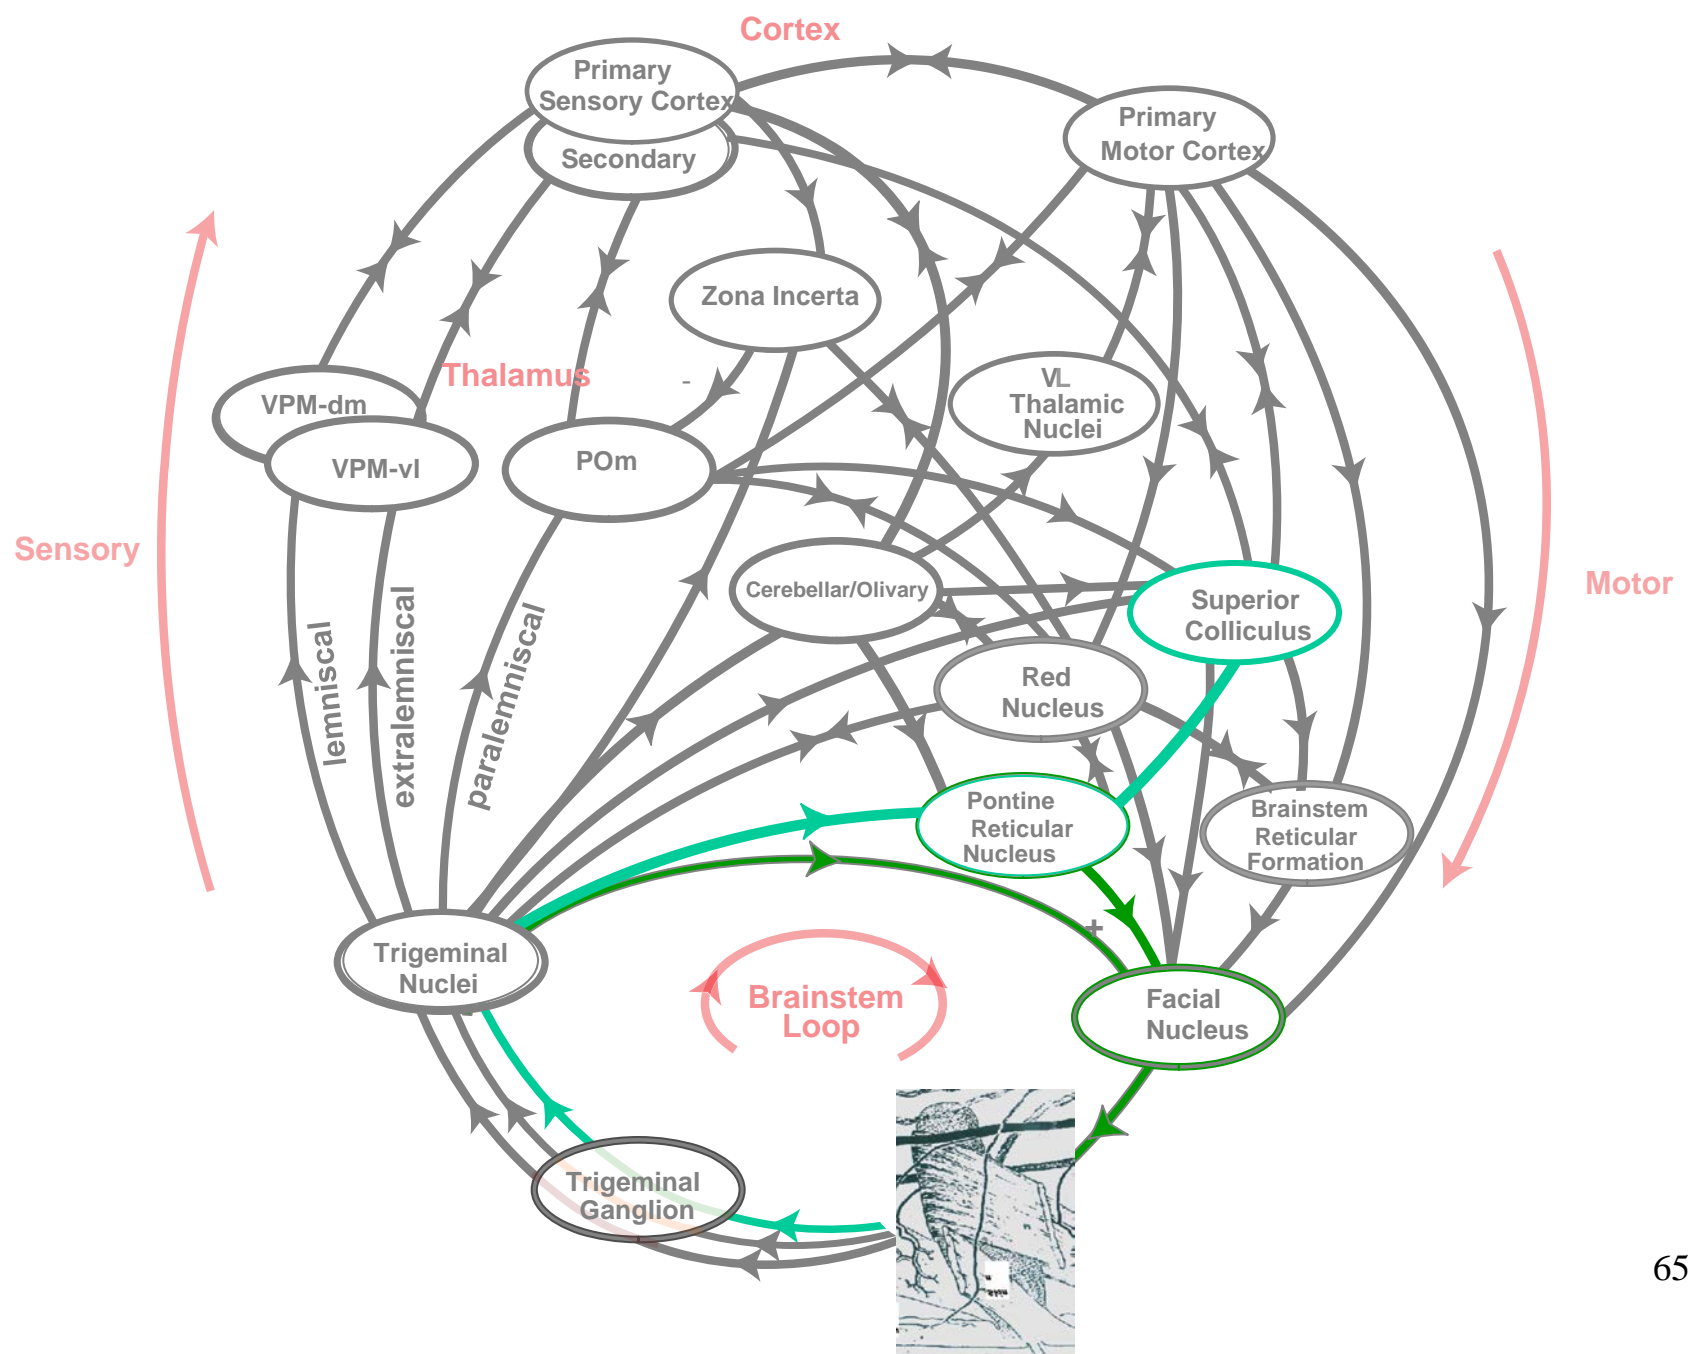 Cortex
Primary
Sensory Cortex
Secondary
Primary
Motor Cortex
Zona Incerta
Thalamus
-
VPM-dm
VPM-vl
POm
VL
Thalamic
Nuclei
Sensory
Motor
lemniscal
extralemniscal
paralemniscal
Cerebellar/Olivary
Superior
Colliculus
Red
Nucleus
Pontine
Reticular
Nucleus
Brainstem
Reticular
Formation
+
Trigeminal
Nuclei
-
Brainstem
Loop
Facial
Nucleus
Trigeminal
Ganglion
65